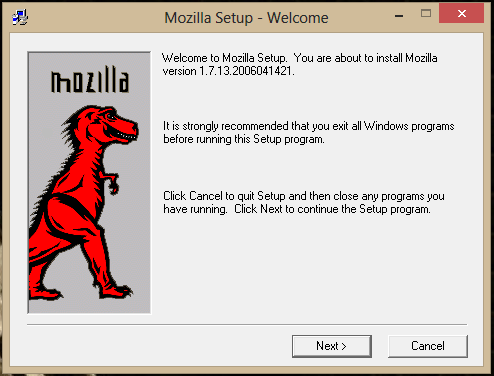 Mozilla Setup - Welcome
mozilla
Welcome to Mozilla Setup.  You are about to install Mozilla
version 1.7.13.2006041421.
It is strongly recommended that you exit all Windows programs
before running this Setup program.
Click Cancel to quit Setup and then close any programs you
have running.  Click Next to continue the Setup program.
Next >
Cancel